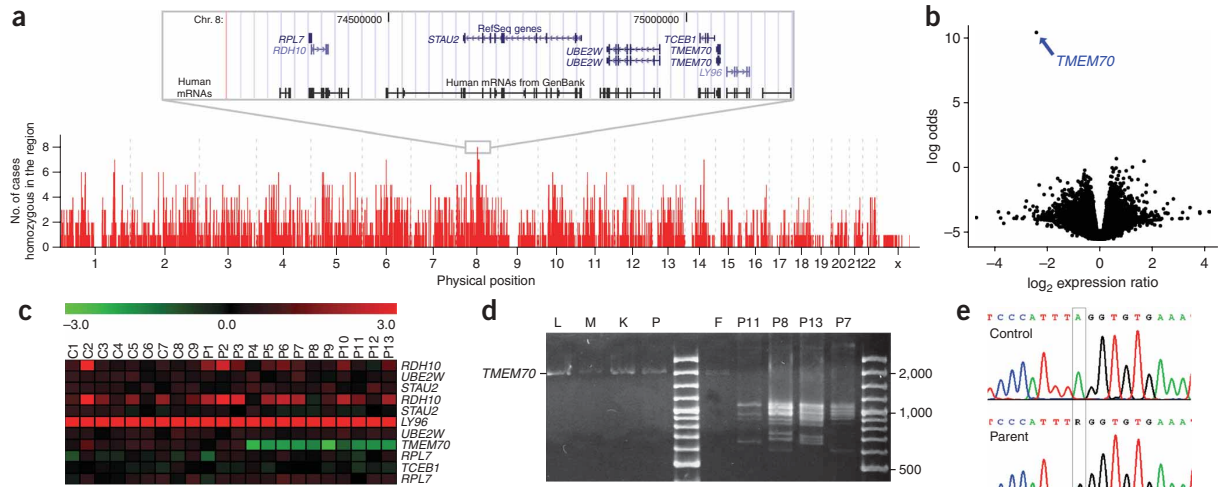 a
Chr. 8: 74500000 75000000
RefSeq genes
RPL7 STAU2 TCEB1
RDH10 UBE2W TMEM70
UBE2W TMEM70
LY96
Human mRNAs from GenBank
Human
mRNAs
No. of cases
homozygous in the region
8
6
4
2
0
1 2 3 4 5 6 7 8 9 10 11 12 13 14 15 16 17 18 19 20 21 22 x
Physical position
b
TMEM70
log odds
10
5
0
−5
−4 −2 0 2 4
log2 expression ratio
c
−3.0 0.0 3.0
C1 C2 C3 C4 C5 C6 C7 C8 C9 P1 P2 P3 P4 P5 P6 P7 P8 P9 P10 P11 P12 P13
RDH10
UBE2W
STAU2
RDH10
STAU2
LY96
UBE2W
TMEM70
RPL7
TCEB1
RPL7
d
L M K P F P11 P8 P13 P7
TMEM70
2,000
1,000
500
e
T C C C A T T T A G G T G T G A A A
Control
T C C C A T T T R G G T G T G A A A
Parent